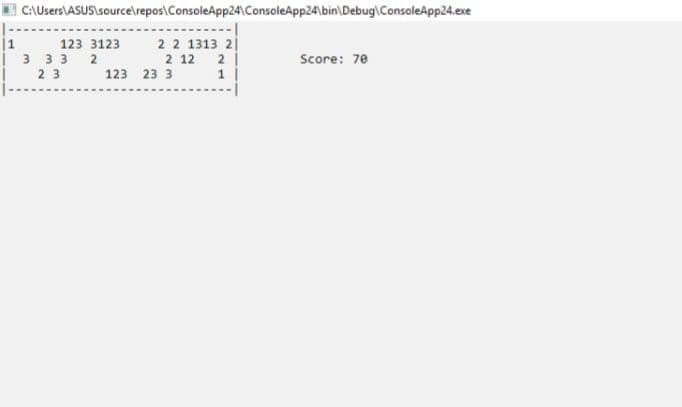 C:\Users\ASUS\source\repos\ConsoleApp24\ConsoleApp24\bin\Debug\ConsoleApp24.exe
|------------------------------|
|1      123 3123     2 2 1313 2|
|  3  3 3   2         2 12   2 |        Score: 70
|    2 3      123  23 3      1 |
|------------------------------|